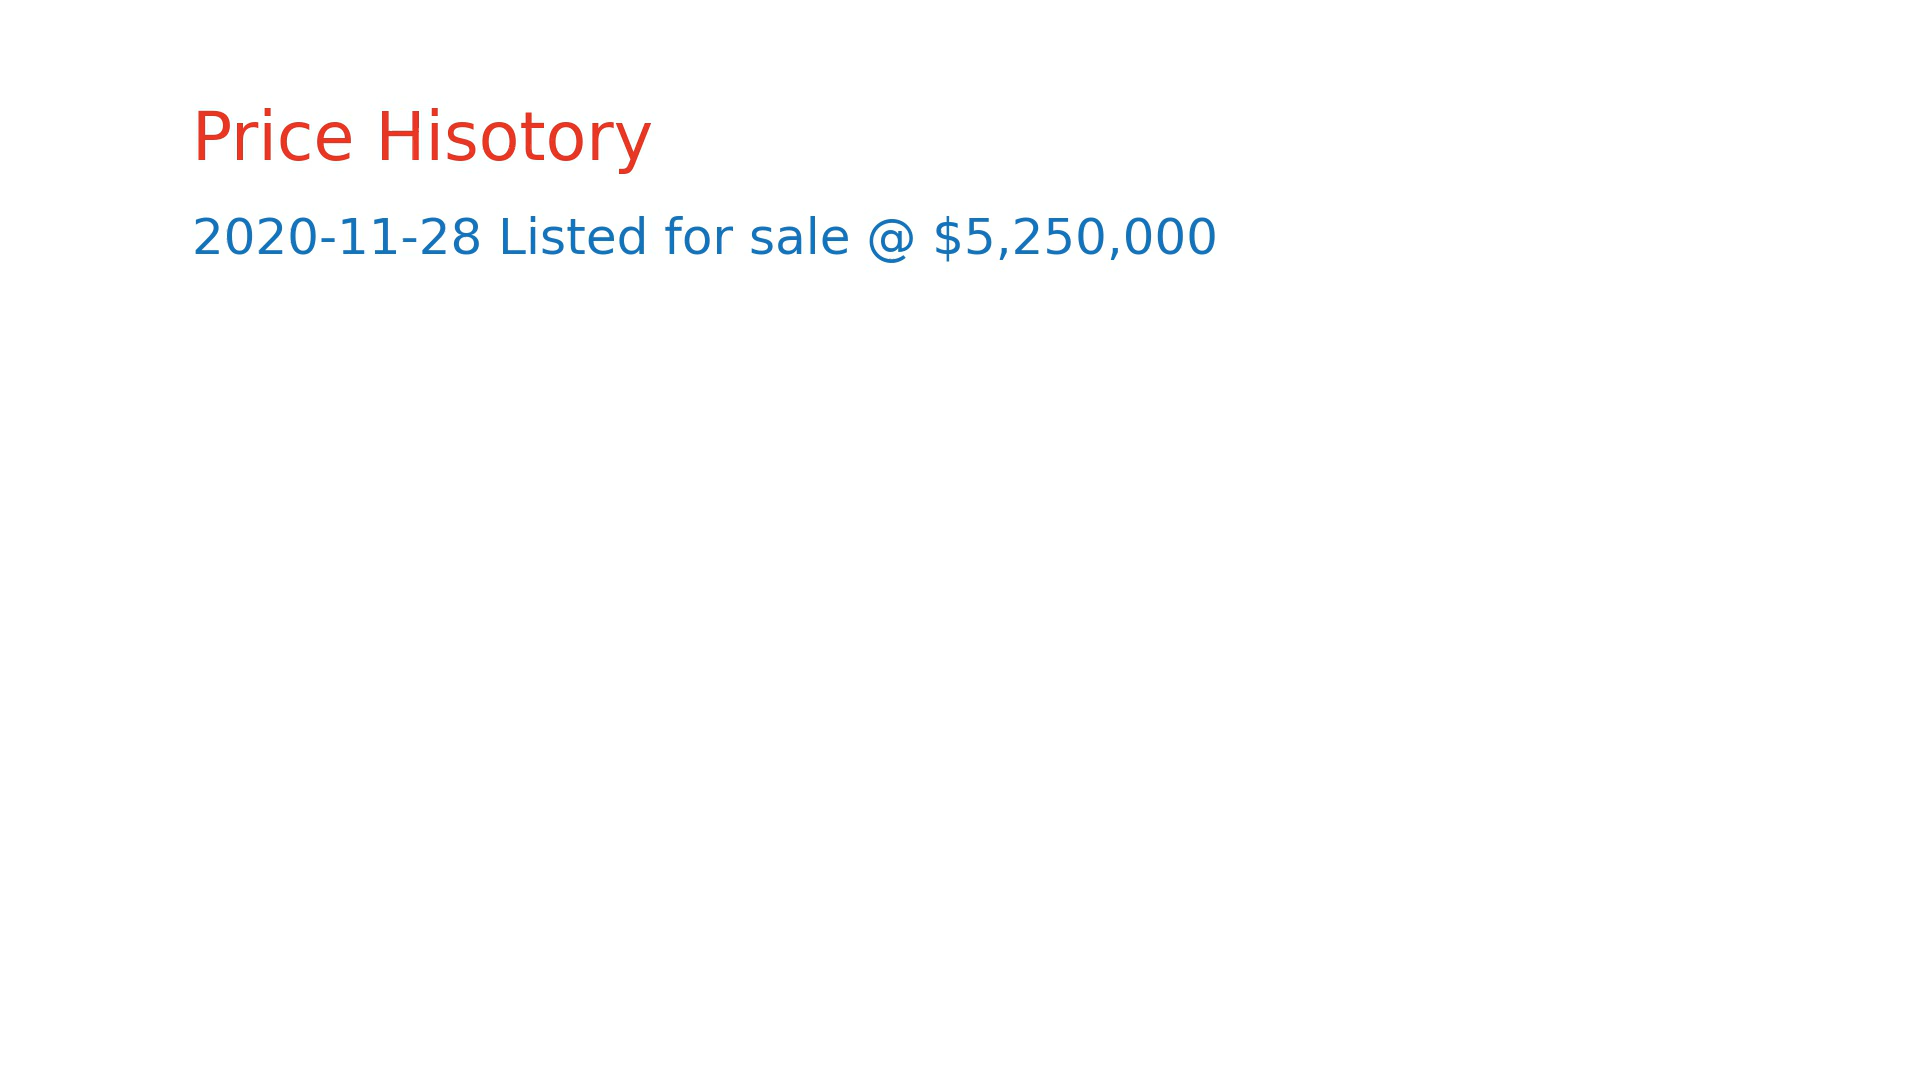 Price Hisotory
2020-11-28 Listed for sale @ $5,250,000